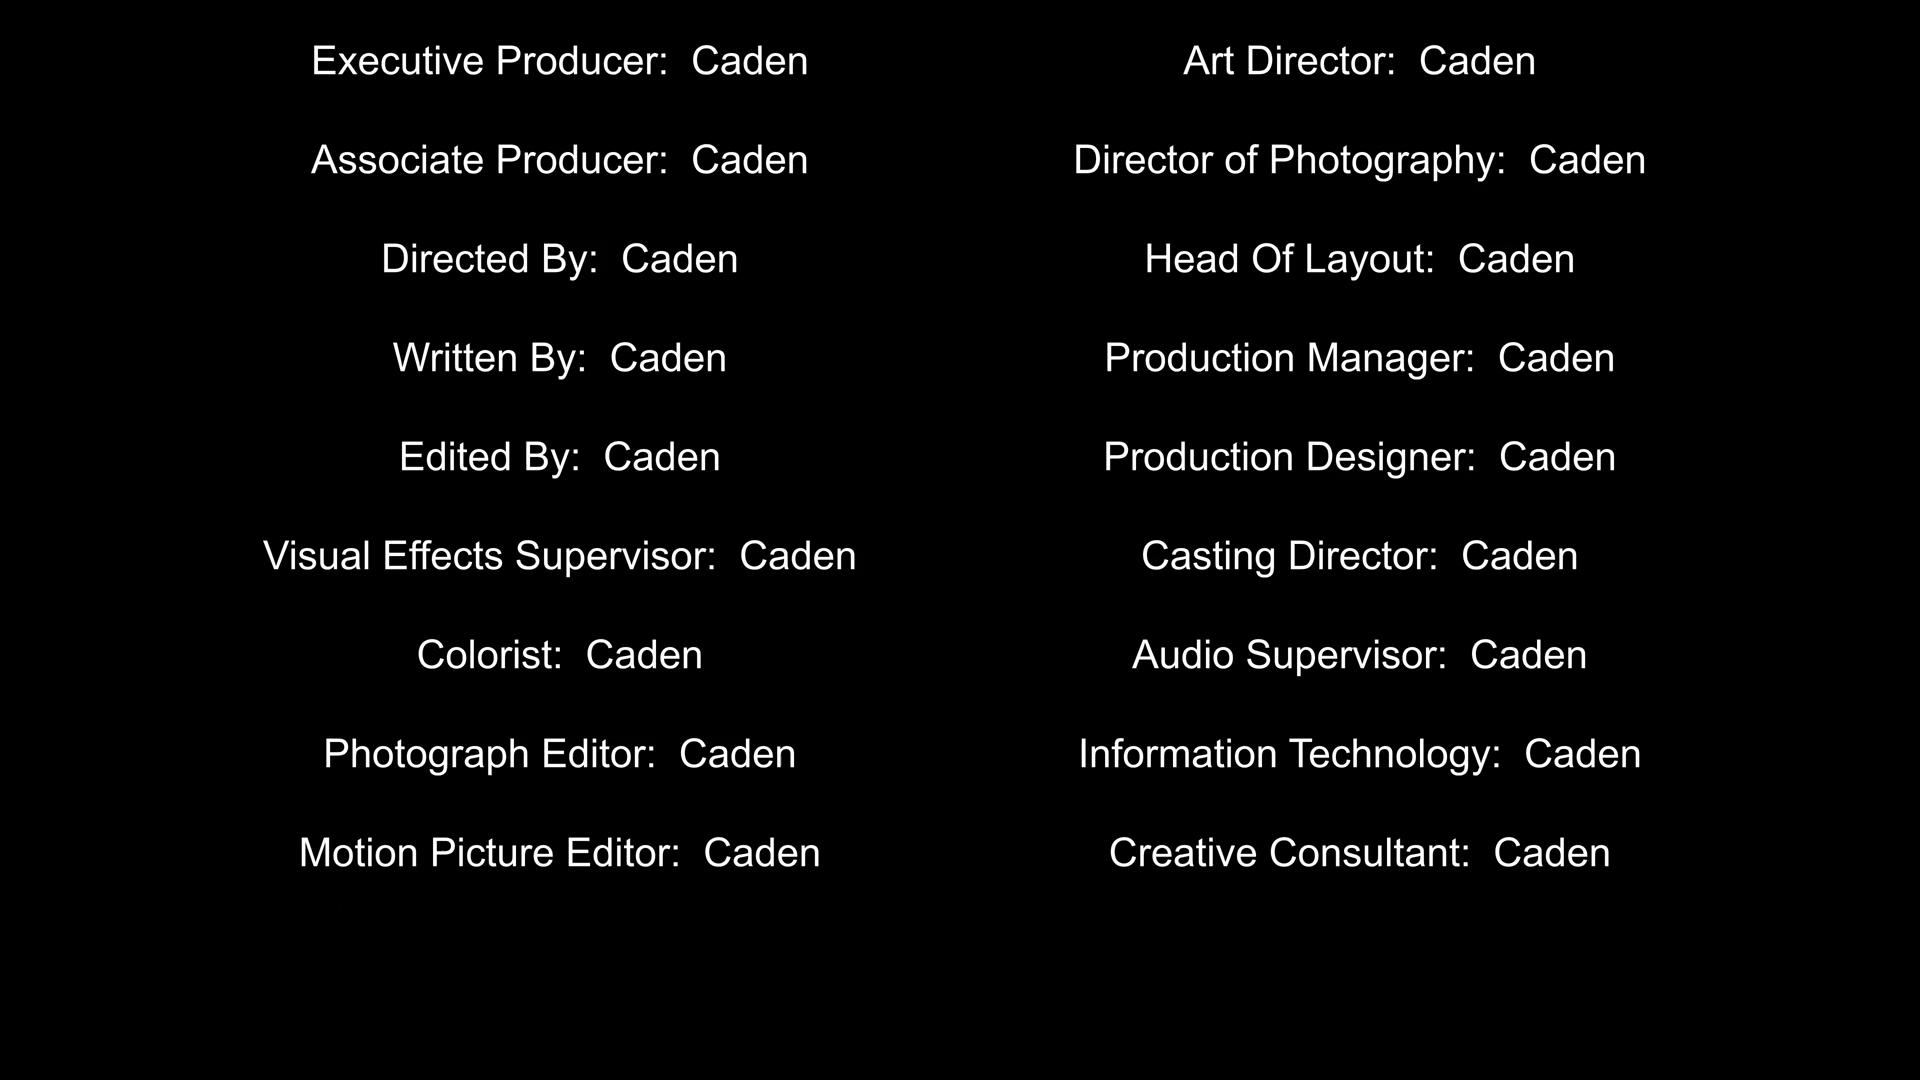 Executive Producer:  Caden
Associate Producer:  Caden
Directed By:  Caden
Written By:  Caden
Edited By:  Caden
Visual Effects Supervisor:  Caden
Colorist:  Caden
Photograph Editor:  Caden
Motion Picture Editor:  Caden
Art Director:  Caden
Director of Photography:  Caden
Head Of Layout:  Caden
Production Manager:  Caden
Production Designer:  Caden
Casting Director:  Caden
Audio Supervisor:  Caden
Information Technology:  Caden
Creative Consultant:  Caden